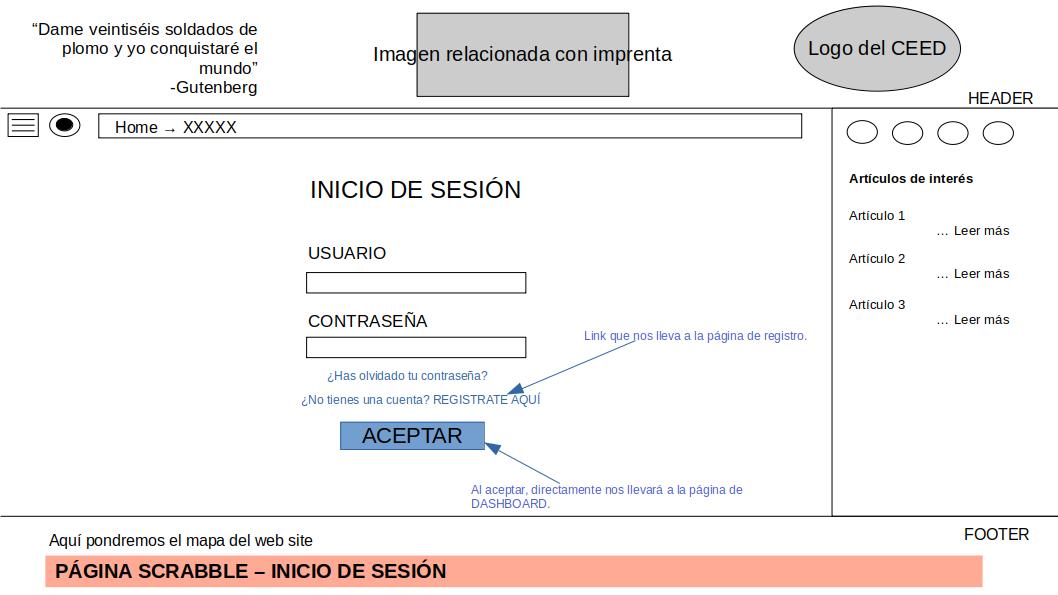 “Dame veintiséis soldados de
plomo y yo conquistaré el
mundo”
-Gutenberg
Imagen relacionada con imprenta
Logo del CEED
HEADER
Home → XXXXX
INICIO DE SESIÓN
USUARIO
CONTRASEÑA
Link que nos lleva a la página de registro.
¿Has olvidado tu contraseña?
¿No tienes una cuenta? REGISTRATE AQUÍ
ACEPTAR
Al aceptar, directamente nos llevará a la página de
DASHBOARD.
Artículos de interés
Artículo 1
... Leer más
Artículo 2
... Leer más
Artículo 3
... Leer más
FOOTER
Aquí pondremos el mapa del web site
PÁGINA SCRABBLE – INICIO DE SESIÓN